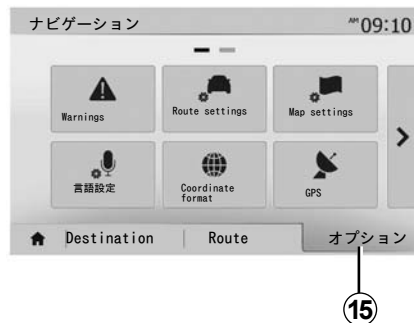 ナビゲーション
AM 09:10
Warnings
Route settings
Map settings
言語設定
Coordinate
format
GPS
Destination
Route
オプション
15